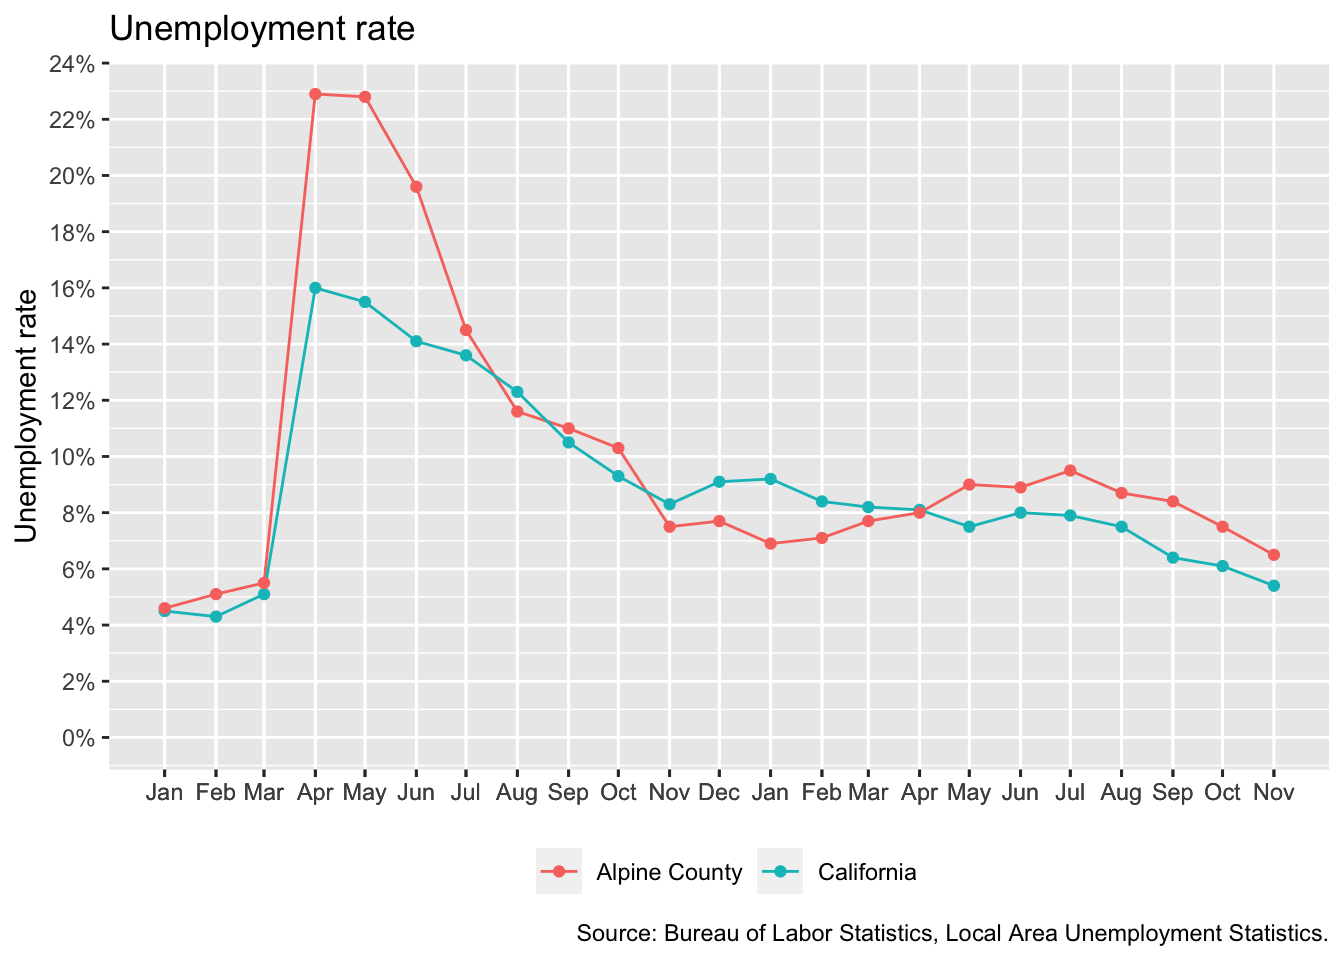 Unemployment rate
24%
22%
20%
18%
16%
14%
12%
10%
8%
6%
4%
2%
0%
Unemployment rate
Jan Feb Mar Apr May Jun Jul Aug Sep Oct Nov Dec Jan Feb Mar Apr May Jun Jul Aug Sep Oct Nov
Alpine County California
Source: Bureau of Labor Statistics, Local Area Unemployment Statistics.